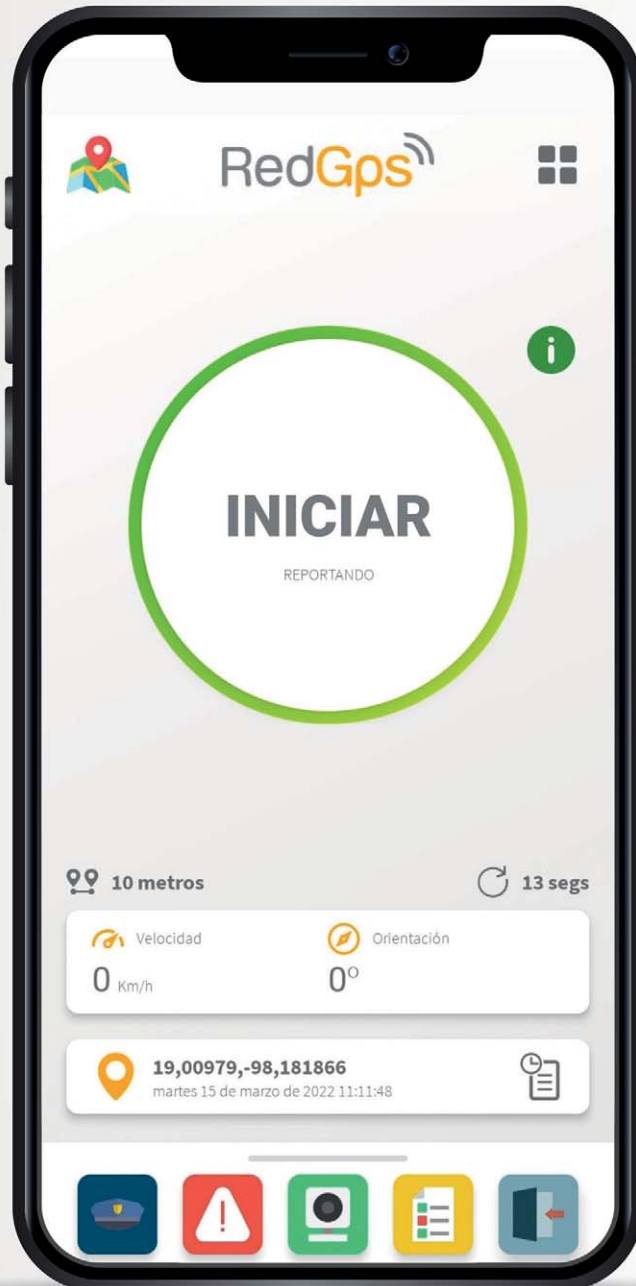 RedGps
i
INICIAR
REPORTANDO
10 metros
13 segs
Velocidad
Orientación
0 Km/h
0°
19,00979,-98,181866
martes 15 de marzo de 2022 11:11:48